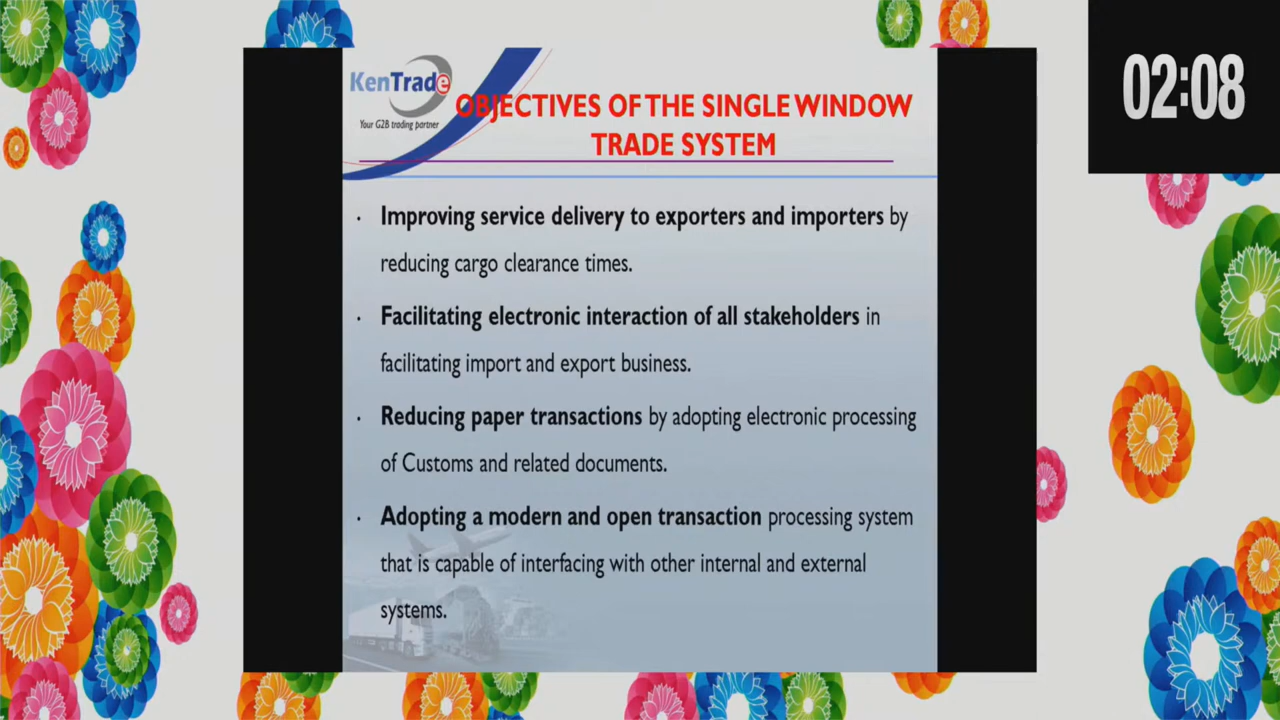 02:08
KenTrade
Your G2B trading partner
OBJECTIVES OF THE SINGLE WINDOW
TRADE SYSTEM
• Improving service delivery to exporters and importers by
reducing cargo clearance times.
• Facilitating electronic interaction of all stakeholders in
facilitating import and export business.
• Reducing paper transactions by adopting electronic processing
of Customs and related documents.
• Adopting a modern and open transaction processing system
that is capable of interfacing with other internal and external
systems.